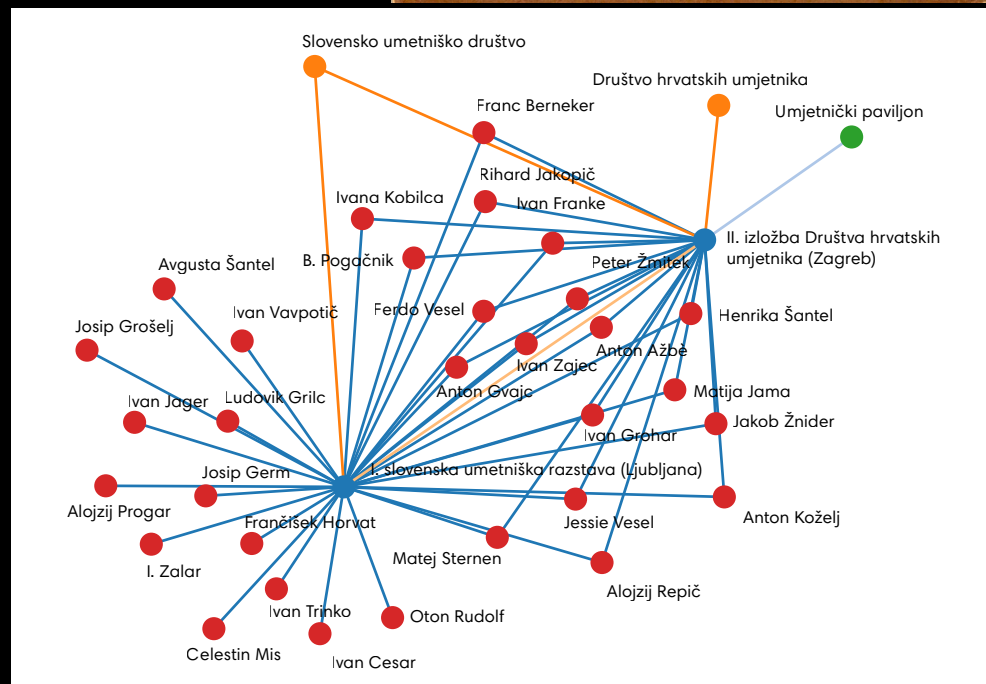 Slovensko umetniško društvo
Društvo hrvatskih umjetnika
Franc Berneker
Umjetnički paviljon
Rihard Jakopič
Ivana Kobilca
Ivan Franke
II. izložba Društva hrvatskih
umjetnika (Zagreb)
B. Pogačnik
Peter Žmitek
Avgusta Šantel
Ivan Vavpotič
Ferdo Vesel
Henrika Šantel
Josip Grošelj
Anton Ažbè
Ivan Zajec
Anton Gvajc
Matija Jama
Ivan Jager
Ludovik Grilc
Jakob Žnider
Ivan Grohar
Josip Germ
I. slovenska umetniška razstava (Ljubljana)
Alojzij Progar
Frančišek Horvat
Jessie Vesel
Anton Koželj
Matej Sternen
I. Zalar
Alojzij Repič
Ivan Trinko
Oton Rudolf
Celestin Mis
Ivan Cesar